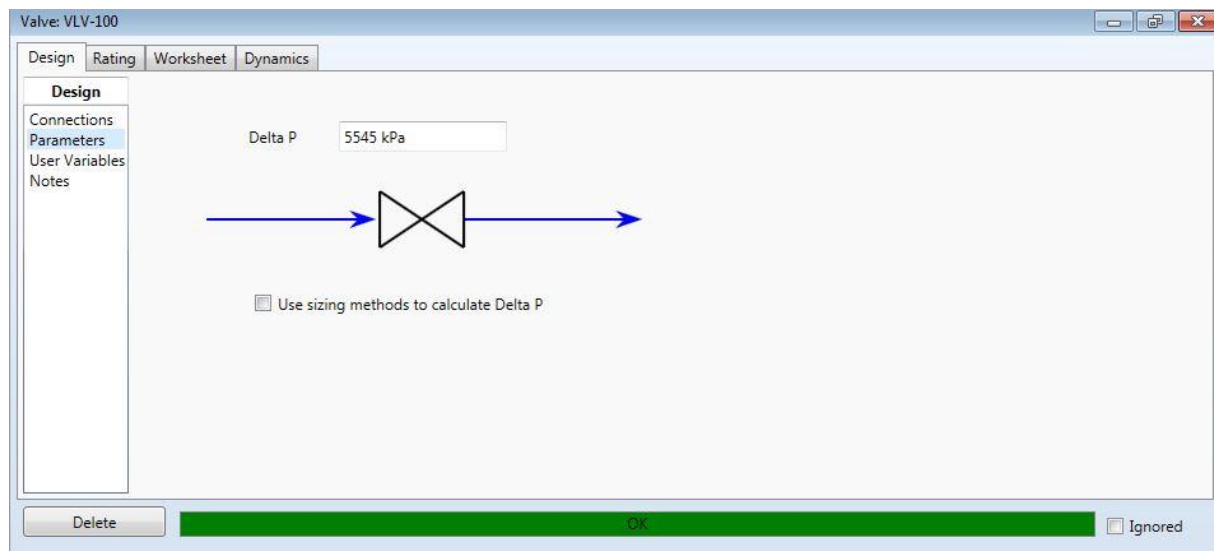 Valve: VLV-100
Design Rating Worksheet Dynamics
Design
Connections
Parameters
User Variables
Notes
Delta P 5545 kPa
Use sizing methods to calculate Delta P
Delete OK Ignored